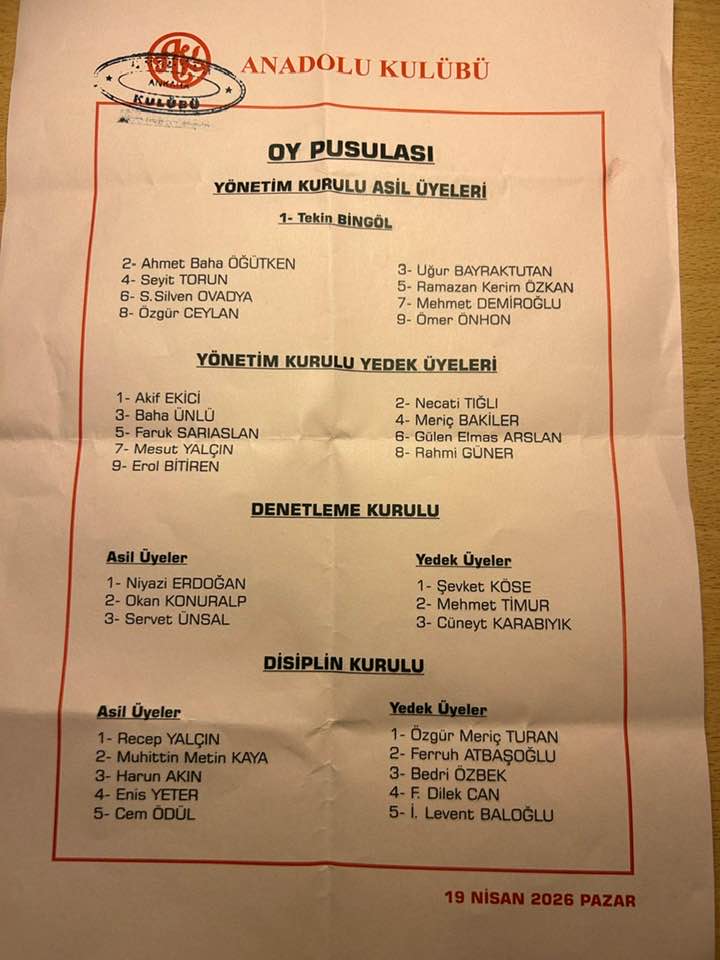 ANADOLU KULÜBÜ
ANKARA
KULÜBÜ
OY PUSULASI
YÖNETİM KURULU ASİL ÜYELERİ
1- Tekin BİNGÖL
2- Ahmet Baha ÖĞÜTKEN
3- Uğur BAYRAKTUTAN
4- Seyit TORUN
5- Ramazan Kerim ÖZKAN
6- S.Silven OVADYA
7- Mehmet DEMİROĞLU
8- Özgür CEYLAN
9- Ömer ÖNHON
YÖNETİM KURULU YEDEK ÜYELERİ
1- Akif EKİCİ
2- Necati TIĞLI
3- Baha ÜNLÜ
4- Meriç BAKİLER
5- Faruk SARIASLAN
6- Gülen Elmas ARSLAN
7- Mesut YALÇIN
8- Rahmi GÜNER
9- Erol BİTİREN
DENETLEME KURULU
Asil Üyeler
1- Niyazi ERDOĞAN
2- Okan KONURALP
3- Servet ÜNSAL
Yedek Üyeler
1- Şevket KÖSE
2- Mehmet TİMUR
3- Cüneyt KARABIYIK
DİSİPLİN KURULU
Asil Üyeler
1- Recep YALÇIN
2- Muhittin Metin KAYA
3- Harun AKIN
4- Enis YETER
5- Cem ÖDÜL
Yedek Üyeler
1- Özgür Meriç TURAN
2- Ferruh ATBAŞOĞLU
3- Bedri ÖZBEK
4- F. Dilek CAN
5- İ. Levent BALOĞLU
19 NİSAN 2026 PAZAR